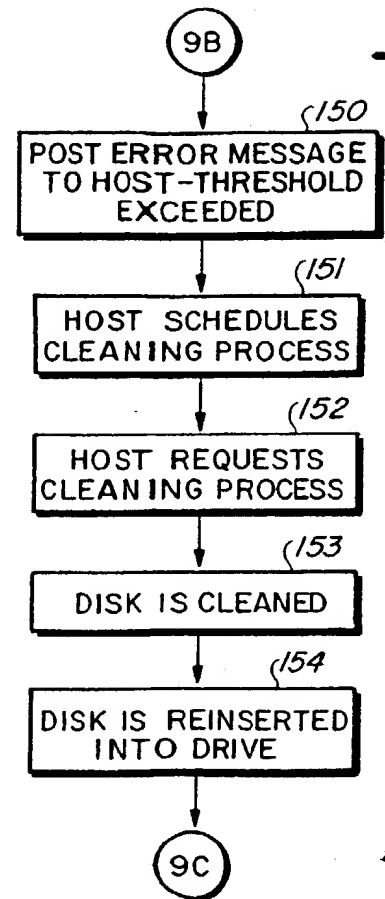 9B
150
POST ERROR MESSAGE
TO HOST-THRESHOLD
EXCEEDED
151
HOST SCHEDULES
CLEANING PROCESS
152
HOST REQUESTS
CLEANING PROCESS
153
DISK IS CLEANED
154
DISK IS REINSERTED
INTO DRIVE
9C